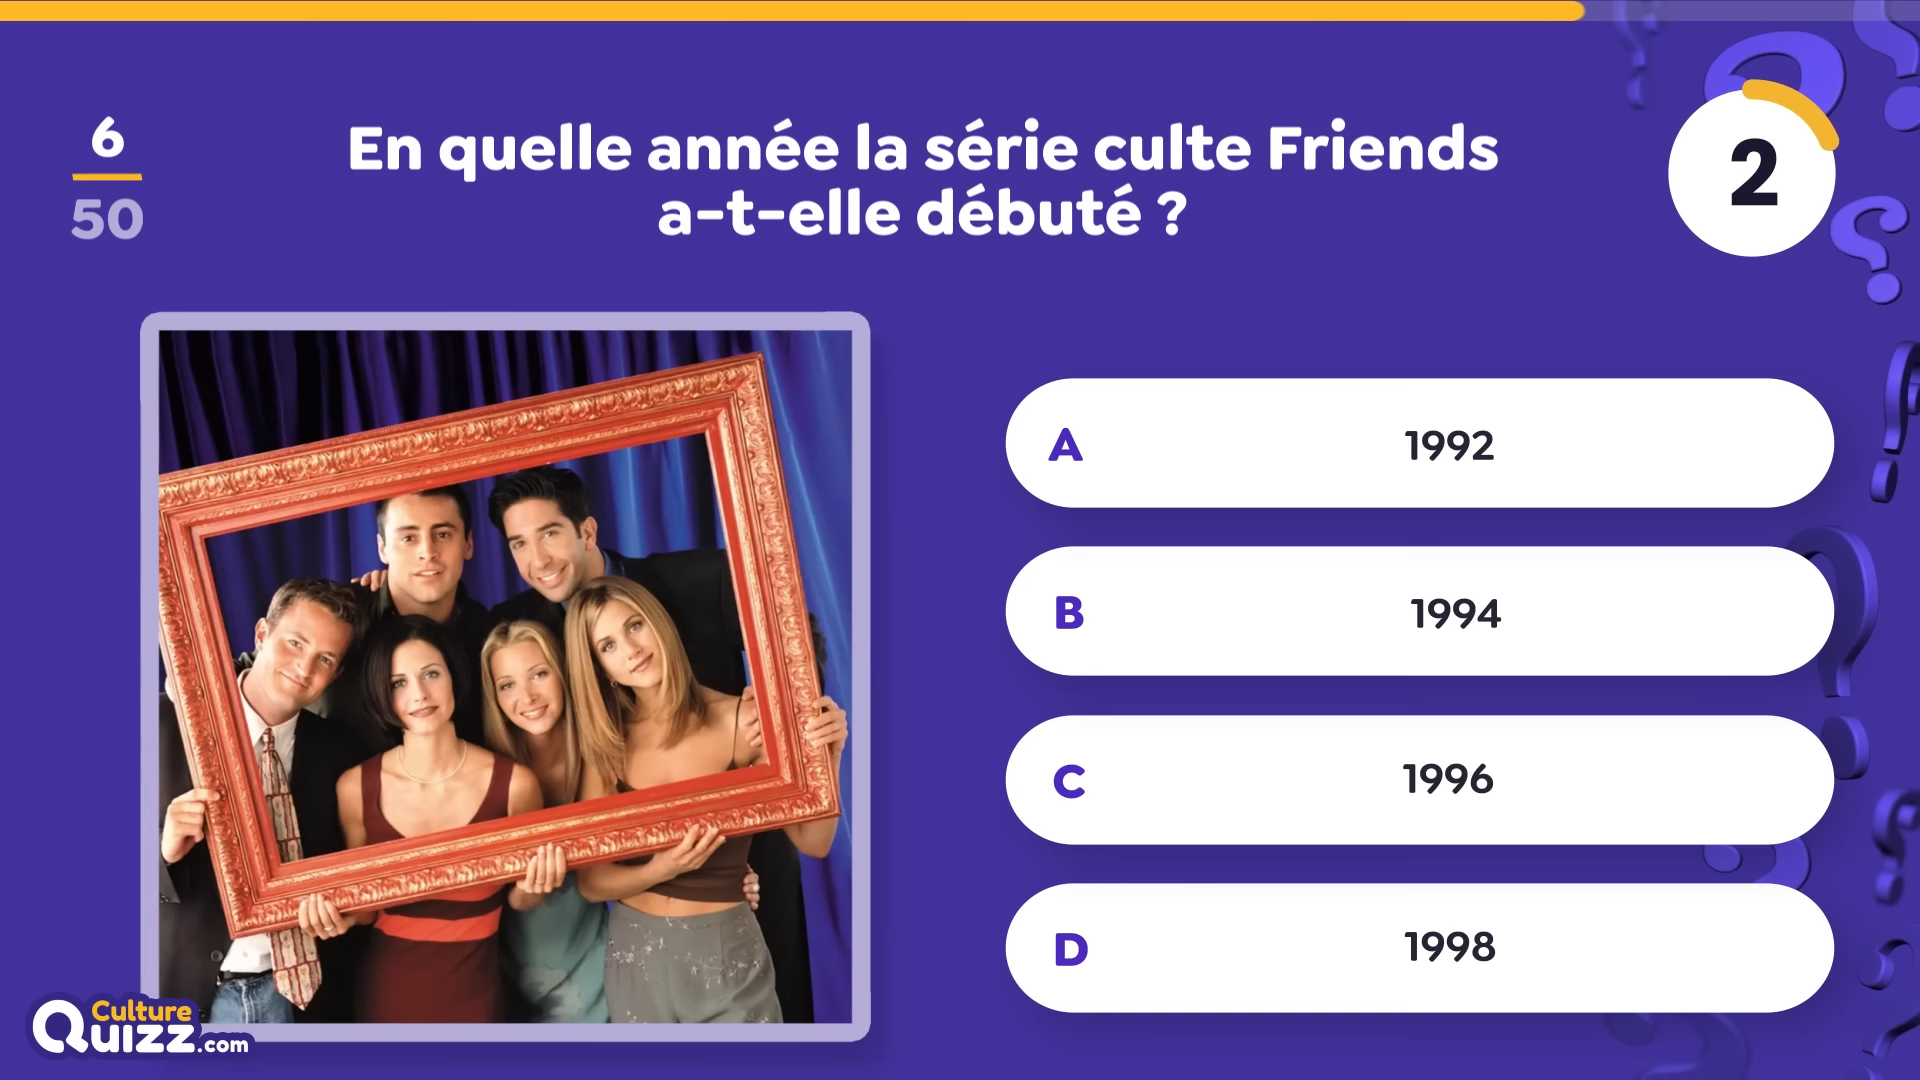 6
50
En quelle année la série culte Friends
a-t-elle débuté ?
2
A 1992
B 1994
C 1996
D 1998
Culture
Quizz.com